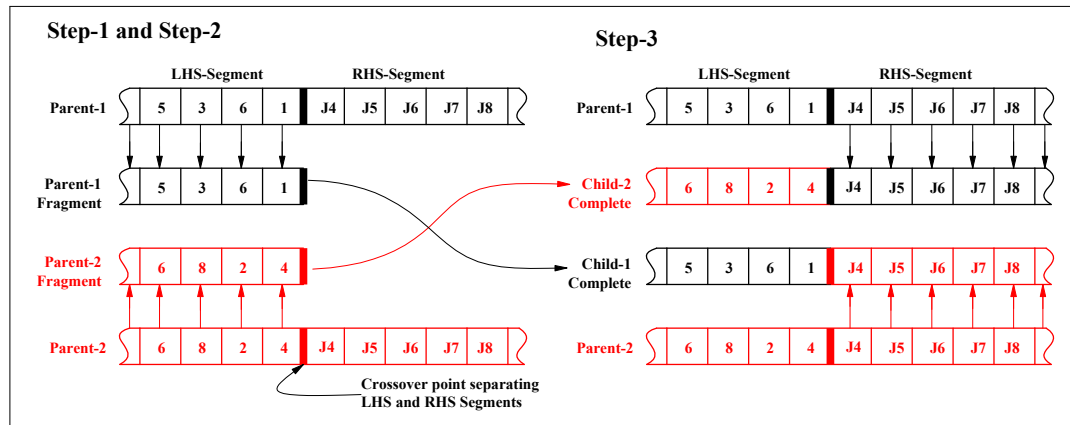 Step-1 and Step-2
LHS-Segment RHS-Segment
Parent-1 5 3 6 1 J4 J5 J6 J7 J8
Parent-1
Fragment
5 3 6 1
Parent-2
Fragment
6 8 2 4
Parent-2 6 8 2 4 J4 J5 J6 J7 J8
Crossover point separating
LHS and RHS Segments
Step-3
LHS-Segment RHS-Segment
Parent-1 5 3 6 1 J4 J5 J6 J7 J8
Child-2
Complete
6 8 2 4 J4 J5 J6 J7 J8
Child-1
Complete
5 3 6 1 J4 J5 J6 J7 J8
Parent-2 6 8 2 4 J4 J5 J6 J7 J8